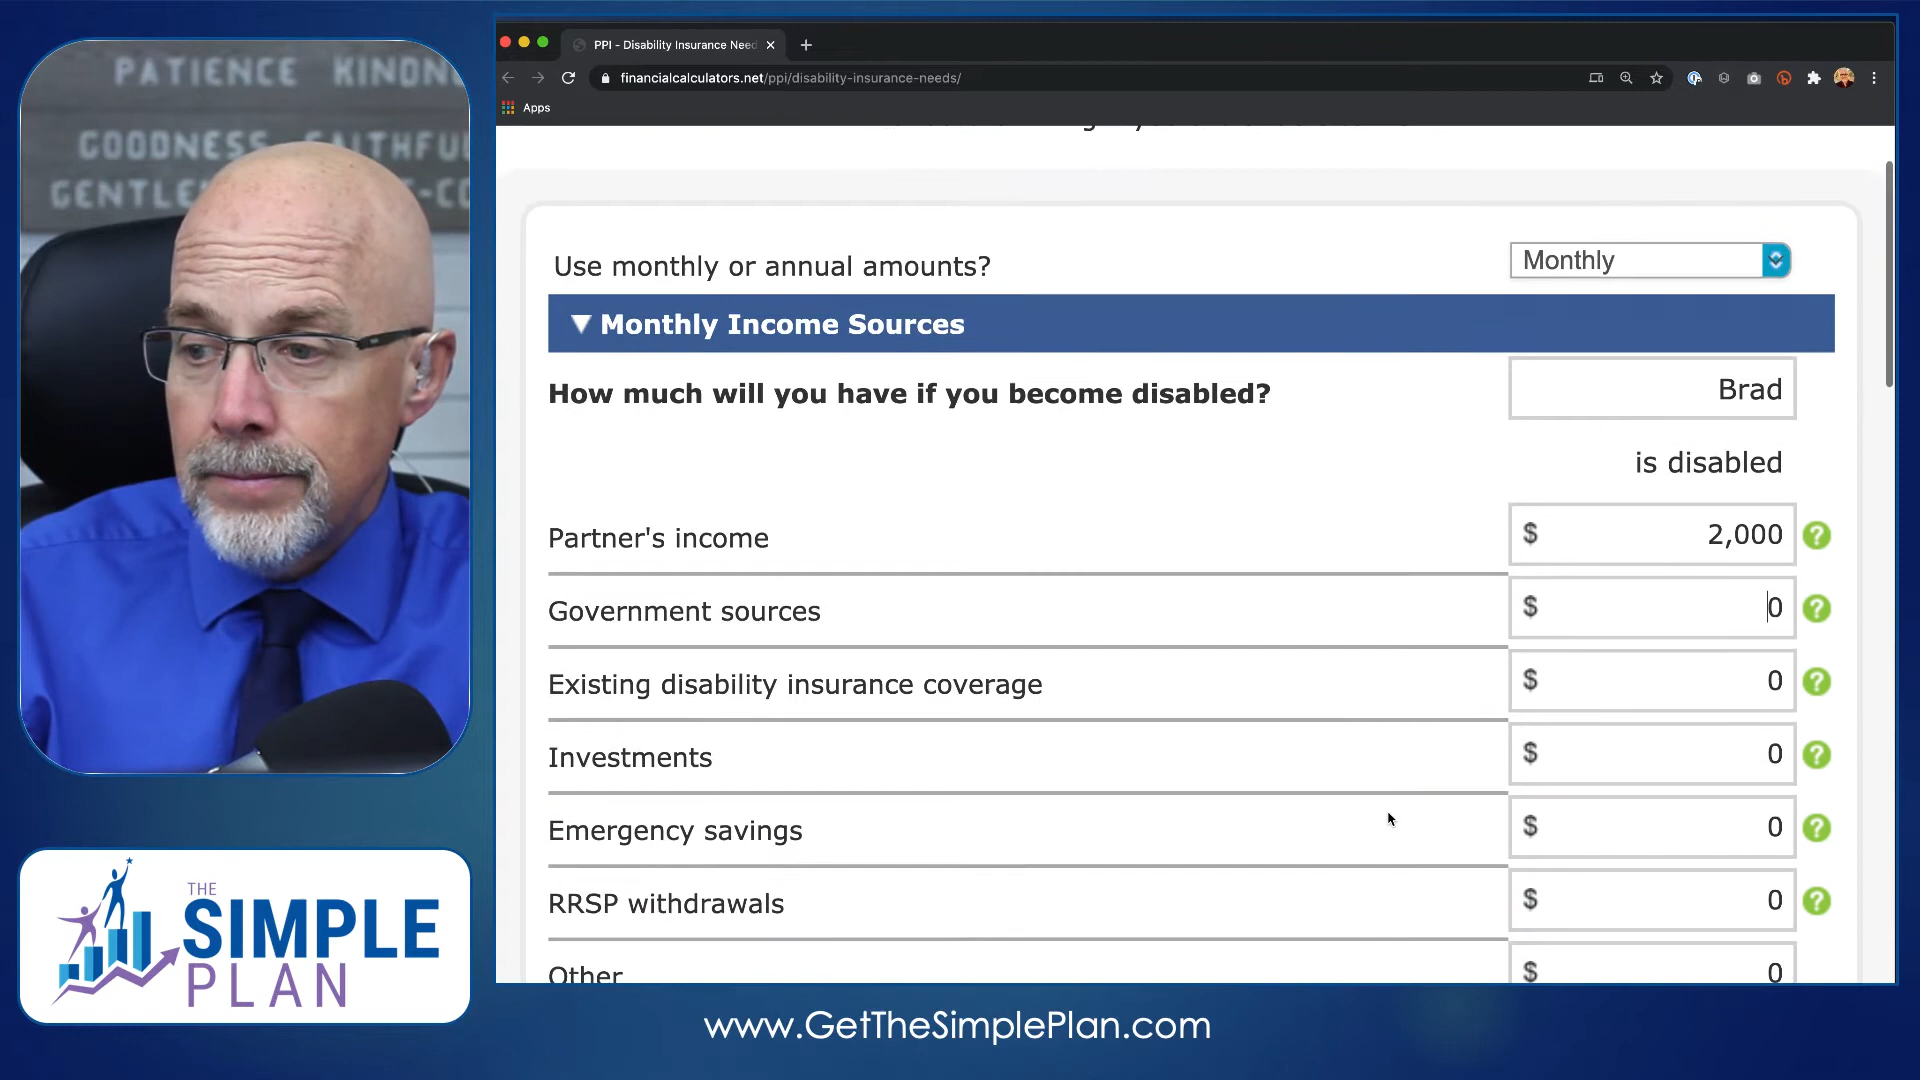 PATIENCE KINDN
GOODNESS FAITHFU
GENTLE
-CO
THE
SIMPLE
PLAN
PPI - Disability Insurance Need
financialcalculators.net/ppi/disability-insurance-needs/
Apps
Use monthly or annual amounts?
Monthly
▼ Monthly Income Sources
How much will you have if you become disabled?
Brad
is disabled
Partner's income $ 2,000 ?
Government sources $ 0 ?
Existing disability insurance coverage $ 0 ?
Investments $ 0 ?
Emergency savings $ 0 ?
RRSP withdrawals $ 0 ?
Other $ 0
www.GetTheSimplePlan.com